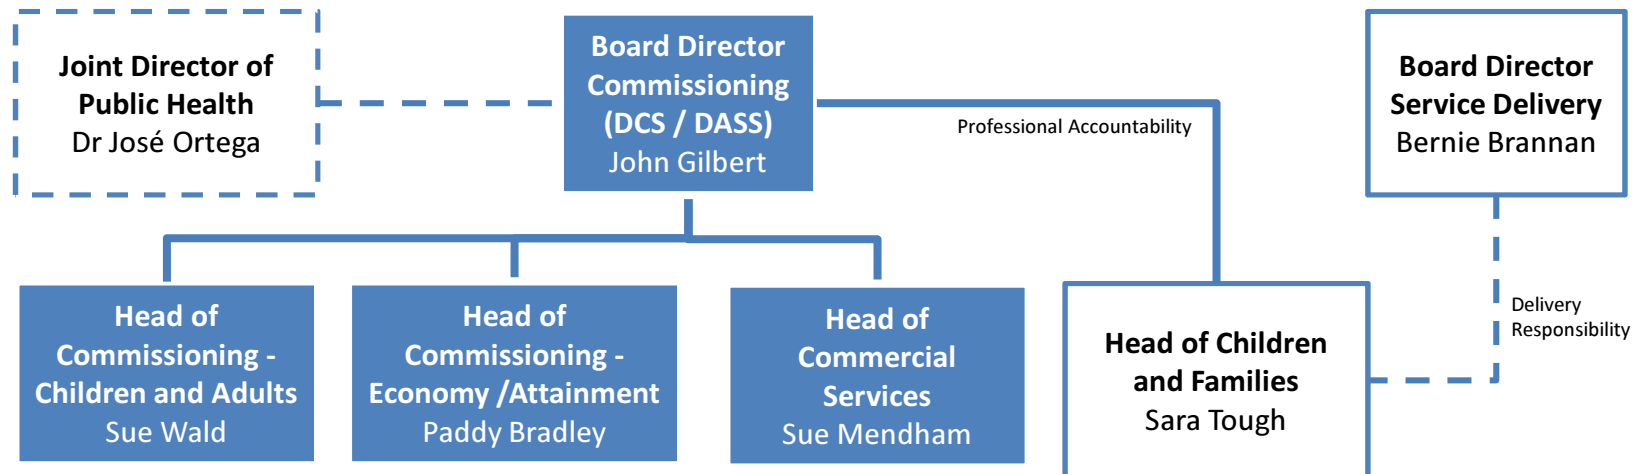 Joint Director of
Public Health
Dr José Ortega
Board Director
Commissioning
(DCS / DASS)
John Gilbert
Professional Accountability
Board Director
Service Delivery
Bernie Brannan
Head of
Commissioning -
Children and Adults
Sue Wald
Head of
Commissioning -
Economy /Attainment
Paddy Bradley
Head of
Commercial
Services
Sue Mendham
Head of Children
and Families
Sara Tough
Delivery
Responsibility